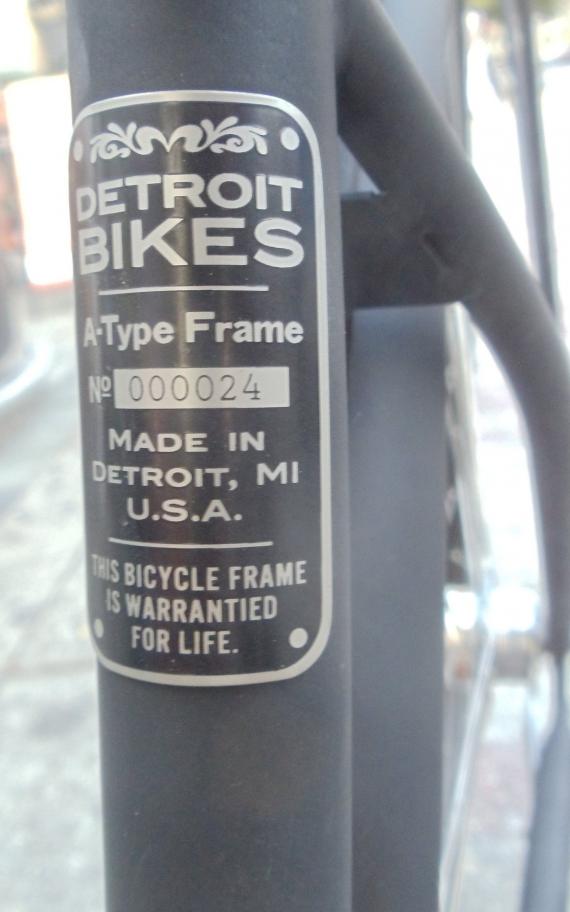 DETROIT
BIKES
A-Type Frame
Nº 000024
MADE IN
DETROIT, MI
U.S.A.
THIS BICYCLE FRAME
IS WARRANTIED
FOR LIFE.